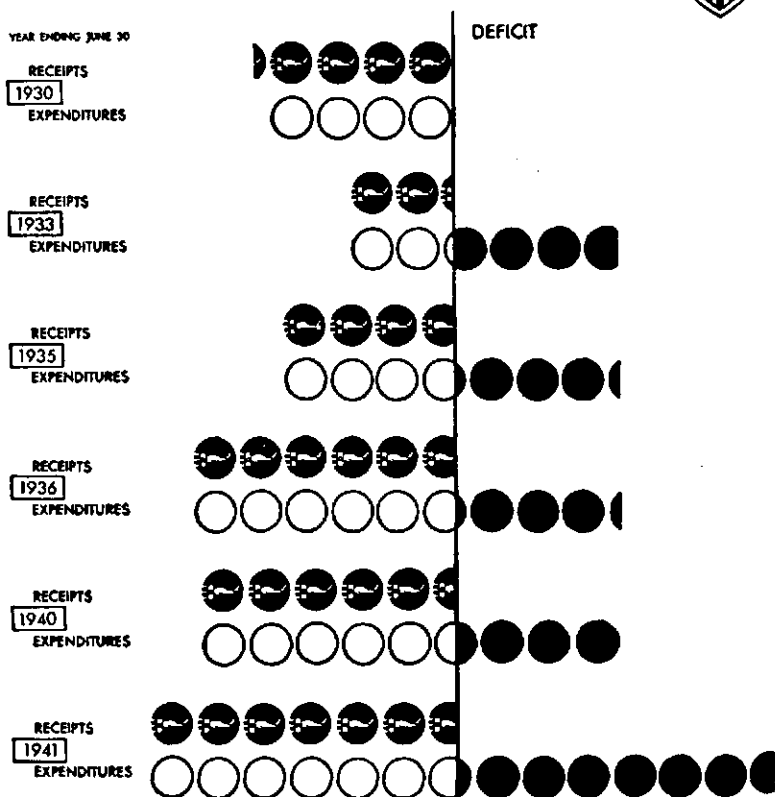 DEFICIT
YEAR ENDING JUNE 30
RECEIPTS
1930
EXPENDITURES
RECEIPTS
1933
EXPENDITURES
RECEIPTS
1935
EXPENDITURES
RECEIPTS
1936
EXPENDITURES
RECEIPTS
1940
EXPENDITURES
RECEIPTS
1941
EXPENDITURES